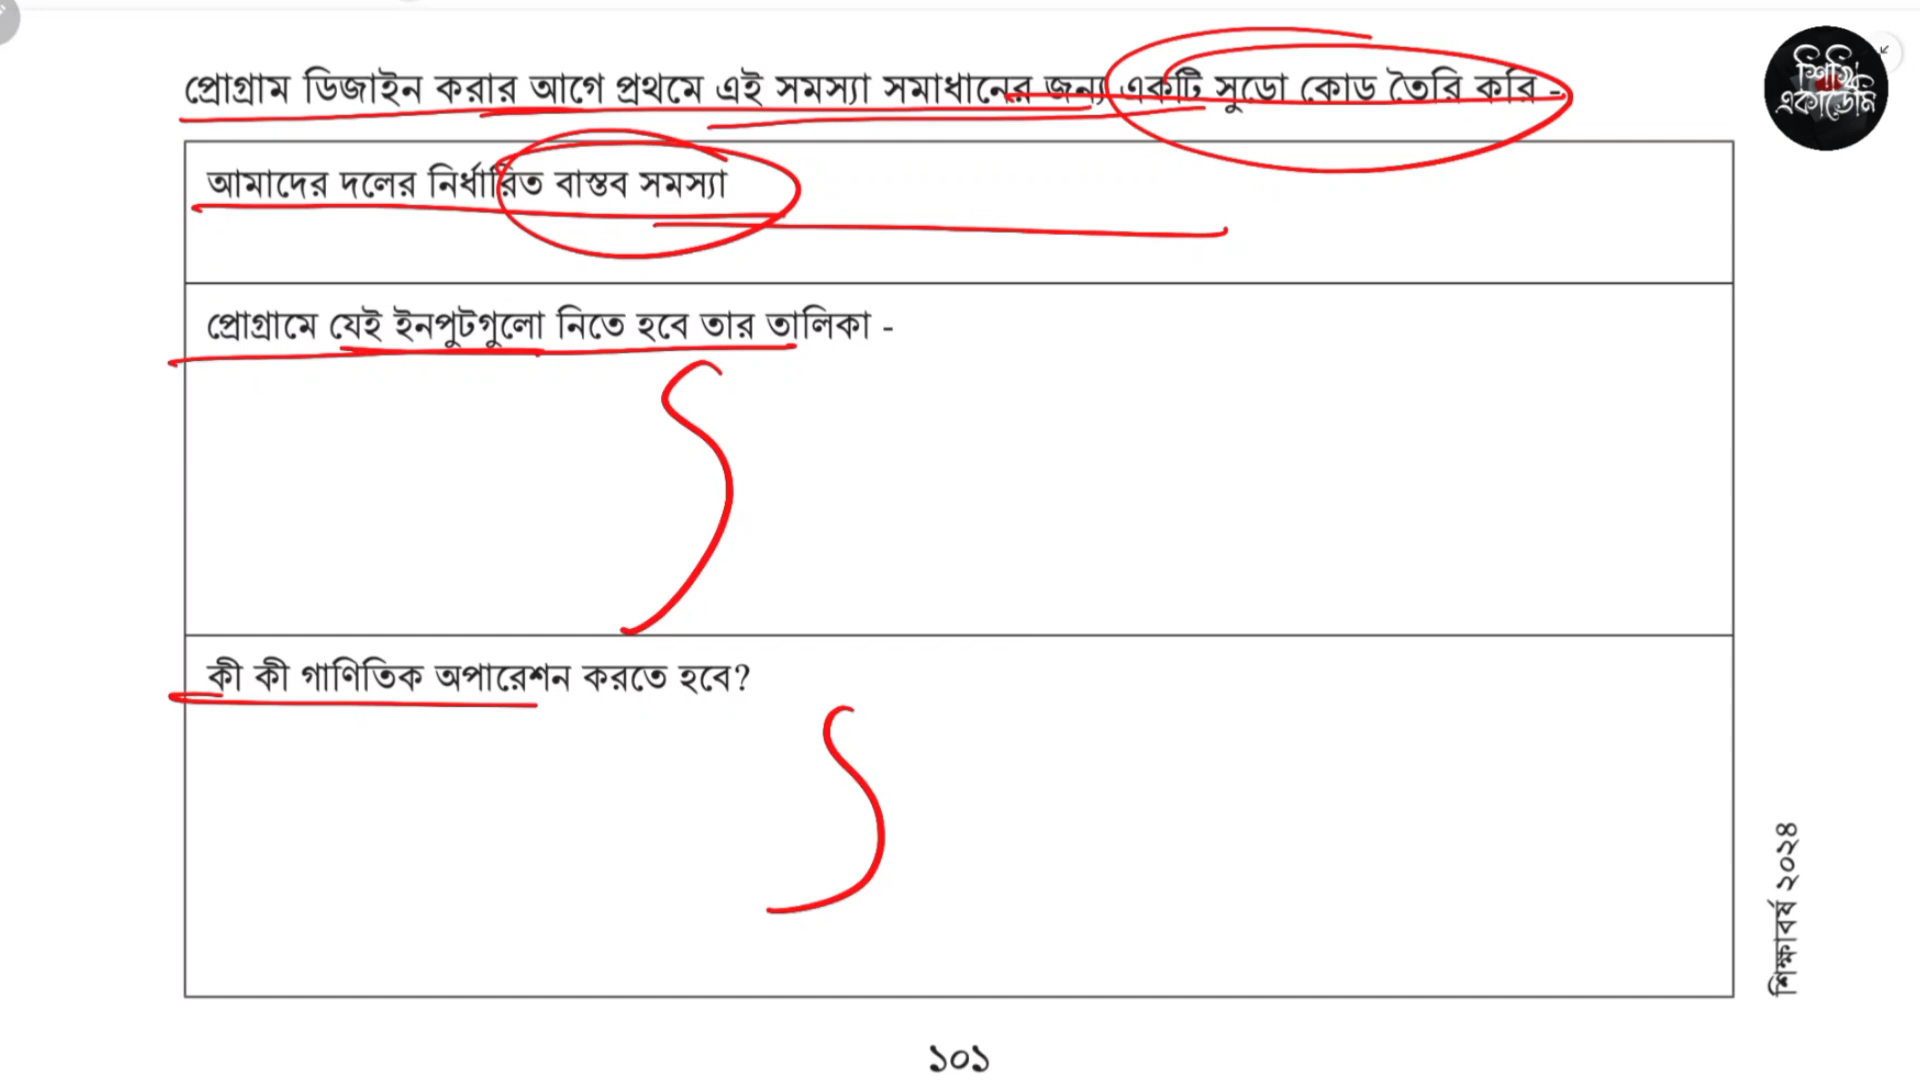 প্রোগ্রাম ডিজাইন করার আগে প্রথমে এই সমস্যা সমাধানের জন্য একটি সুডো কোড তৈরি করি -
শিখি একাডেমি
আমাদের দলের নির্ধারিত বাস্তব সমস্যা
প্রোগ্রামে যেই ইনপুটগুলো নিতে হবে তার তালিকা -
কী কী গাণিতিক অপারেশন করতে হবে?
শিক্ষাবর্ষ ২০২৪
১০১